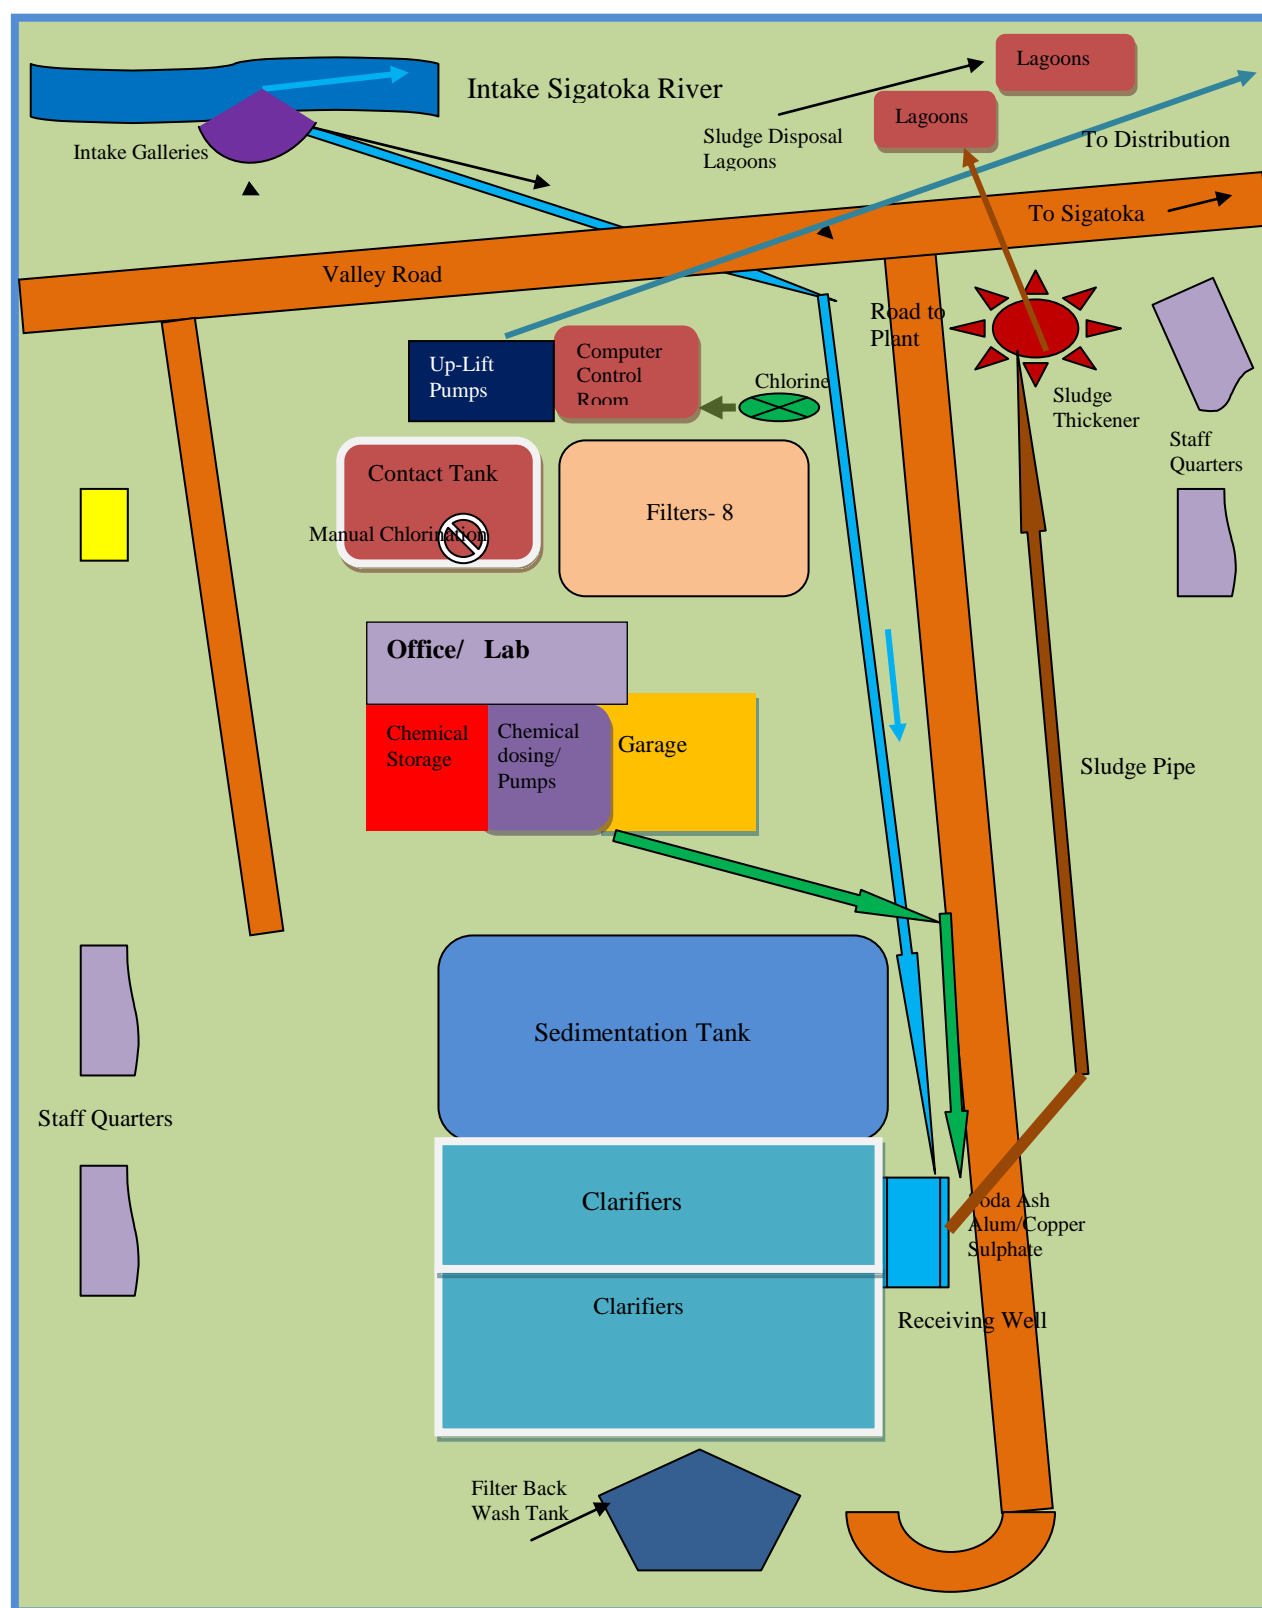 Lagoons
Intake Sigatoka River
Lagoons
Sludge Disposal
Lagoons
To Distribution
Intake Galleries
To Sigatoka
Valley Road
Road to
Plant
Up-Lift
Pumps
Computer
Control
Room
Chlorine
Sludge
Thickener
Staff
Quarters
Contact Tank
Manual Chlorination
Filters- 8
Office/ Lab
Chemical
Storage
Chemical
dosing/
Pumps
Garage
Sludge Pipe
Sedimentation Tank
Staff Quarters
Clarifiers
Soda Ash
Alum/Copper
Sulphate
Clarifiers
Receiving Well
Filter Back
Wash Tank